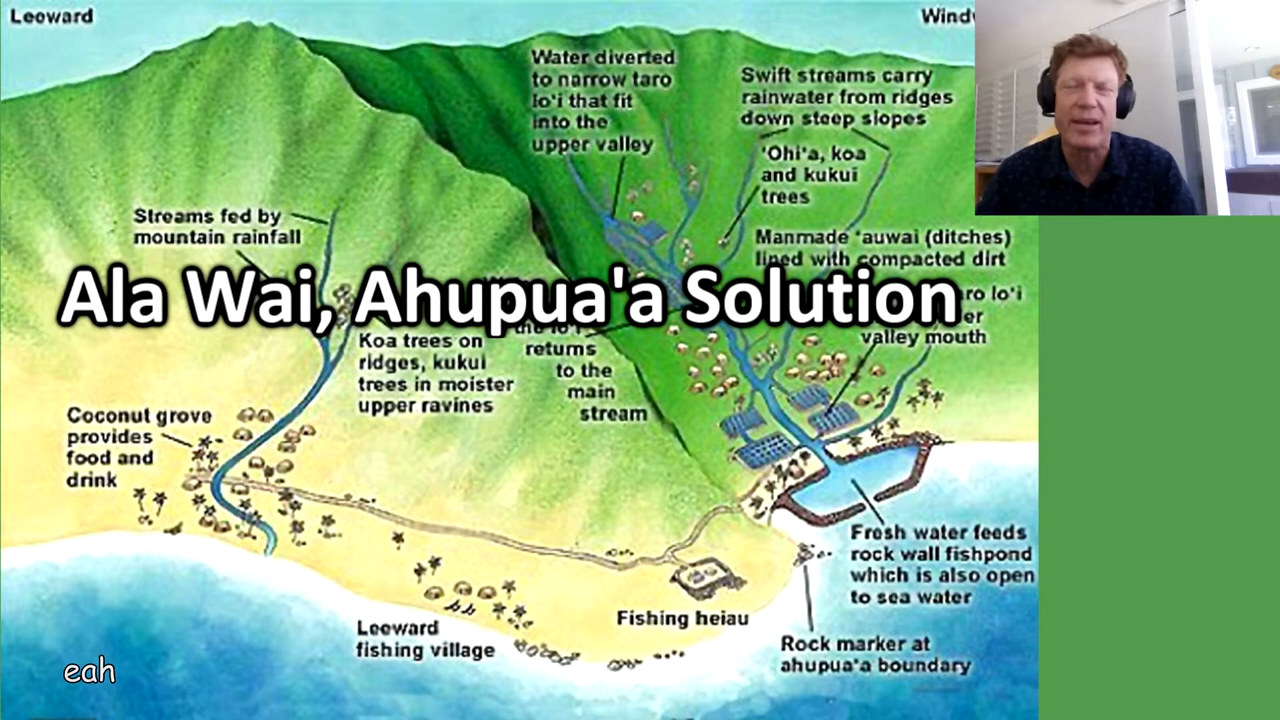 Leeward
Water diverted
to narrow taro
lo'i that fit
into the
upper valley
Swift streams carry
rainwater from ridges
down steep slopes
'Ohi'a, koa
and kukui
trees
Streams fed by
mountain rainfall
Manmade 'auwai (ditches)
lined with compacted dirt
Ala Wai, Ahupua'a Solution
lo'i
valley mouth
returns
to the
main
stream
Koa trees on
ridges, kukui
trees in moister
upper ravines
Coconut grove
provides
food and
drink
Fresh water feeds
rock wall fishpond
which is also open
to sea water
Fishing heiau
Leeward
fishing village
Rock marker at
ahupua'a boundary
eah